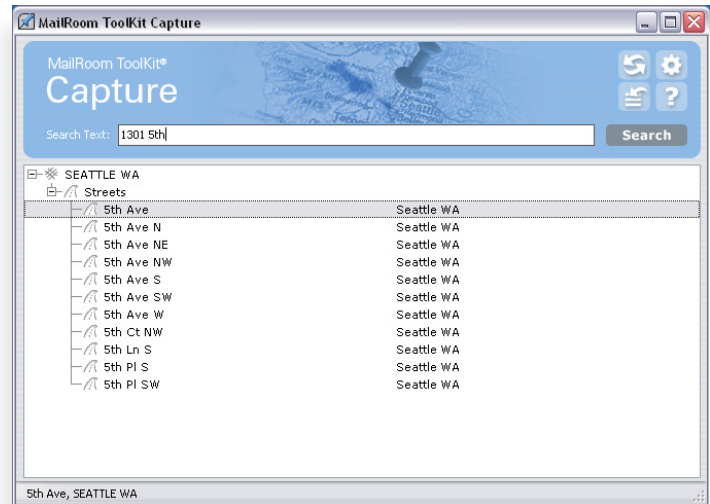 MailRoom ToolKit Capture
MailRoom ToolKit®
Capture
Seattle
Search Text: 1301 5th Search
SEATTLE WA
Streets
5th Ave Seattle WA
5th Ave N Seattle WA
5th Ave NE Seattle WA
5th Ave NW Seattle WA
5th Ave S Seattle WA
5th Ave SW Seattle WA
5th Ave W Seattle WA
5th Ct NW Seattle WA
5th Ln S Seattle WA
5th Pl S Seattle WA
5th Pl SW Seattle WA
5th Ave, SEATTLE WA